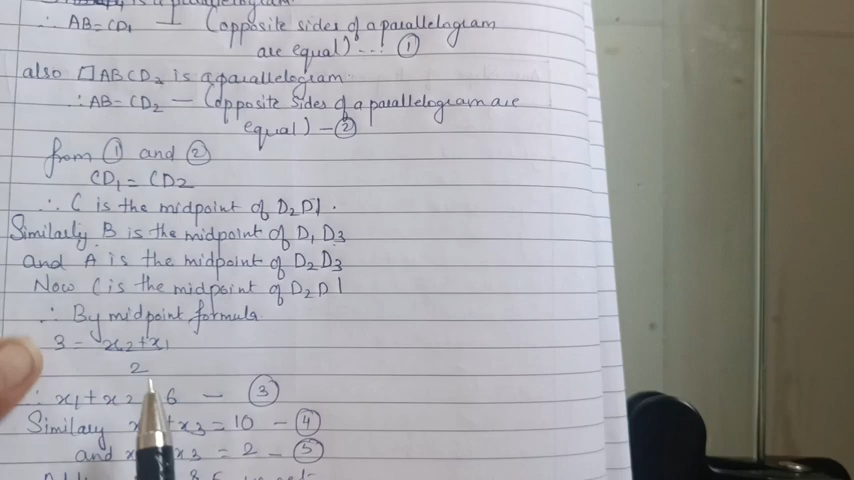 is a parallelogram
∴ AB = CD1 — (opposite sides of a parallelogram
are equal) ... ①
also □ABCD2 is a parallelogram
∴ AB = CD2 — (opposite sides of a parallelogram are
equal) — ②
from ① and ②
CD1 = CD2
∴ C is the midpoint of D2D1.
Similarly B is the midpoint of D1D3
and A is the midpoint of D2D3
Now C is the midpoint of D2D1
∴ By midpoint formula
3 = x2+x1
2
∴ x1 + x2 6 — ③
Similary x + x3 = 10 — ④
and x x3 = 2 — ⑤